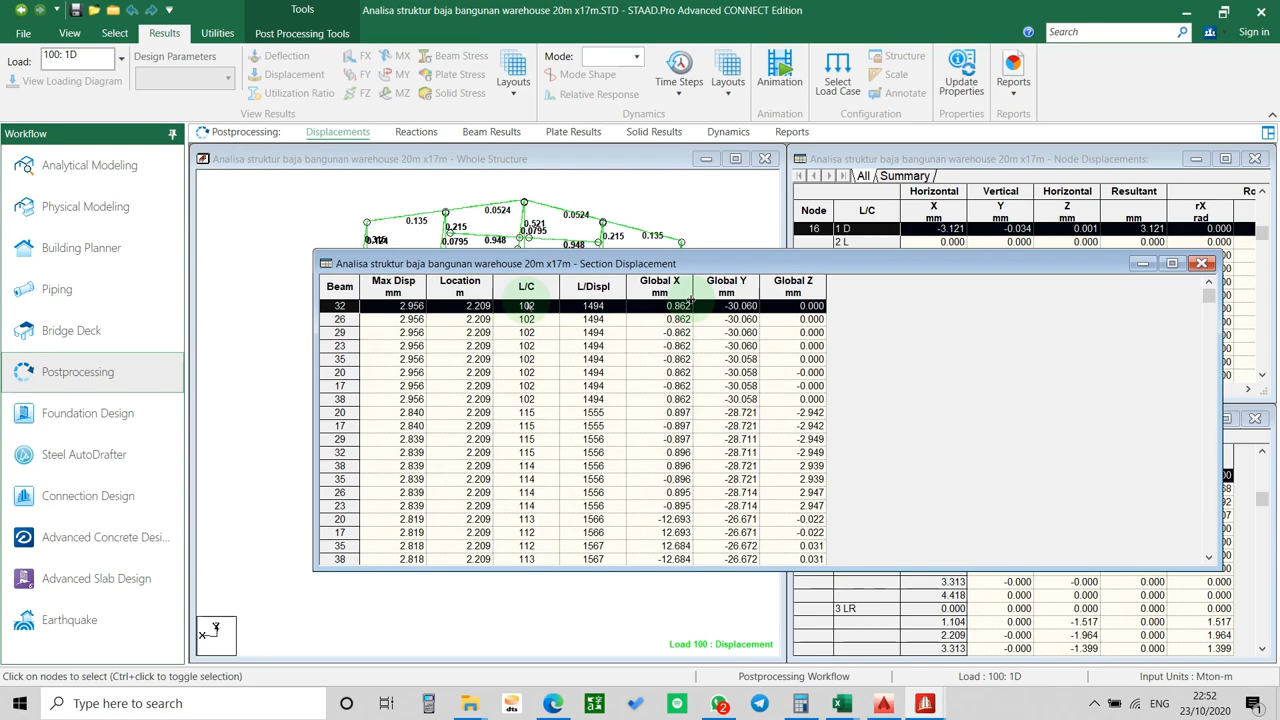 Tools
Analisa struktur baja bangunan warehouse 20m x17m.STD - STAAD.Pro Advanced CONNECT Edition
File Edit View Select Results Utilities Post Processing Tools
Search
Sign in
Load: 100: 1D
View Loading Diagram
Design Parameters
Deflection FX MX Beam Stress
Displacement FY MY Plate Stress
Utilization Ratio FZ MZ Solid Stress
Layouts
View Results
Mode:
Mode Shape
Relative Response
Time Steps
Layouts
Dynamics
Animation
Animation
Select Load Case
Structure
Scale
Annotate
Configuration
Update Properties
Properties
Reports
Reports
Workflow
Postprocessing: Displacements Reactions Beam Results Plate Results Solid Results Dynamics Reports
Analytical Modeling
Physical Modeling
Building Planner
Piping
Bridge Deck
Postprocessing
Foundation Design
Steel AutoDrafter
Connection Design
Advanced Concrete Desi...
Advanced Slab Design
Earthquake
Analisa struktur baja bangunan warehouse 20m x17m - Whole Structure
0.0524 0.0524
0.135 0.521 0.135
0.215 0.0795 0.215
0.0795 0.948 0.948
Analisa struktur baja bangunan warehouse 20m x17m - Node Displacements:
All Summary
Horizontal Vertical Horizontal Resultant Ro
Node L/C X mm Y mm Z mm mm rX rad
16 1 D -3.121 -0.034 0.001 3.121 0.000
2 L 0.000 0.000 0.000 0.000 0.000
Analisa struktur baja bangunan warehouse 20m x17m - Section Displacement
Beam Max Disp mm Location m L/C L/Displ Global X mm Global Y mm Global Z mm
32 2.956 2.209 102 1494 0.862 -30.060 0.000
26 2.956 2.209 102 1494 0.862 -30.060 0.000
29 2.956 2.209 102 1494 -0.862 -30.060 0.000
23 2.956 2.209 102 1494 -0.862 -30.060 0.000
35 2.956 2.209 102 1494 -0.862 -30.058 0.000
20 2.956 2.209 102 1494 0.862 -30.058 -0.000
17 2.956 2.209 102 1494 -0.862 -30.058 -0.000
38 2.956 2.209 102 1494 0.862 -30.058 0.000
20 2.840 2.209 115 1555 0.897 -28.721 -2.942
17 2.840 2.209 115 1555 -0.897 -28.721 -2.942
29 2.839 2.209 115 1556 -0.897 -28.711 -2.949
32 2.839 2.209 115 1556 0.896 -28.711 -2.949
38 2.839 2.209 114 1556 0.896 -28.721 2.939
35 2.839 2.209 114 1556 -0.896 -28.721 2.939
26 2.839 2.209 114 1556 0.895 -28.714 2.947
23 2.839 2.209 114 1556 -0.895 -28.714 2.947
20 2.819 2.209 113 1566 -12.693 -26.671 -0.022
17 2.819 2.209 112 1566 12.693 -26.671 -0.022
35 2.818 2.209 112 1567 12.684 -26.672 0.031
38 2.818 2.209 113 1567 -12.684 -26.672 0.031
3.313 -0.000 -0.000 0.000 0.000
4.418 0.000 0.000 0.000 0.000
3 LR 0.000 0.000 0.000 0.000 0.000
1.104 0.000 -1.517 0.000 1.517
2.209 0.000 -1.964 0.000 1.964
3.313 0.000 -1.399 0.000 1.399
Y
X
Load 100 : Displacement
Click on nodes to select (Ctrl+click to toggle selection)
Postprocessing Workflow
Load : 100: 1D
Input Units : Mton-m
Type here to search
dts
2
ENG
22:52
23/10/2020
1